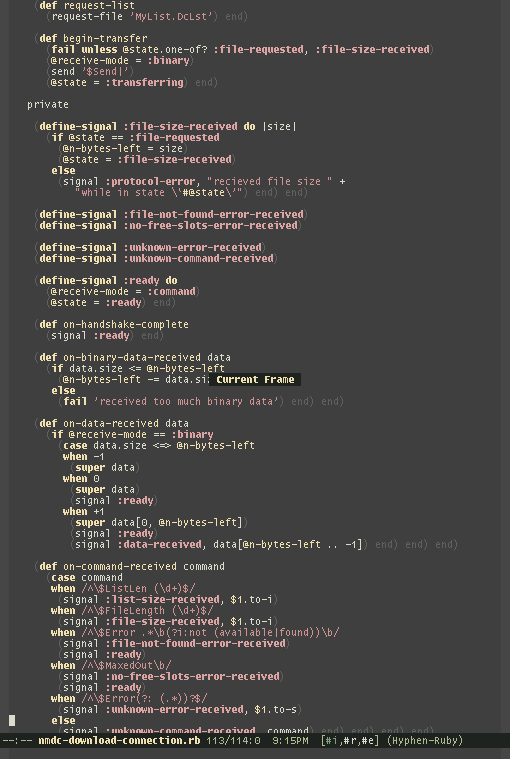 (def request-list
(request-file 'MyList.DcLst') end)
(def begin-transfer
(fail unless @state.one-of? :file-requested, :file-size-received)
(@receive-mode = :binary)
(send '$Send|')
(@state = :transferring) end)
private
(define-signal :file-size-received do |size|
(if @state == :file-requested
(@n-bytes-left = size)
(@state = :file-size-received)
else
(signal :protocol-error, "recieved file size " +
"while in state \'#@state\'") end) end)
(define-signal :file-not-found-error-received)
(define-signal :no-free-slots-error-received)
(define-signal :unknown-error-received)
(define-signal :unknown-command-received)
(define-signal :ready do
(@receive-mode = :command)
(@state = :ready) end)
(def on-handshake-complete
(signal :ready) end)
(def on-binary-data-received data
(if data.size <= @n-bytes-left
(@n-bytes-left -= data.si
Current Frame
else
(fail 'received too much binary data') end) end)
(def on-data-received data
(if @receive-mode == :binary
(case data.size <=> @n-bytes-left
when -1
(super data)
when 0
(super data)
(signal :ready)
when +1
(super data[0, @n-bytes-left])
(signal :ready)
(signal :data-received, data[@n-bytes-left .. -1]) end) end) end)
(def on-command-received command
(case command
when /^\$ListLen (\d+)$/
(signal :list-size-received, $1.to-i)
when /^\$FileLength (\d+)$/
(signal :file-size-received, $1.to-i)
when /^\$Error .*\b(?i:not (available|found))\b/
(signal :file-not-found-error-received)
(signal :ready)
when /^\$MaxedOut\b/
(signal :no-free-slots-error-received)
(signal :ready)
when /^\$Error(?: (.*))?$/
(signal :unknown-error-received, $1.to-s)
else
(signal :unknown-command-received, command) end) end)
--:-- nmdc-download-connection.rb 113/114:0 9:15PM [#i,#r,#e] (Hyphen-Ruby)